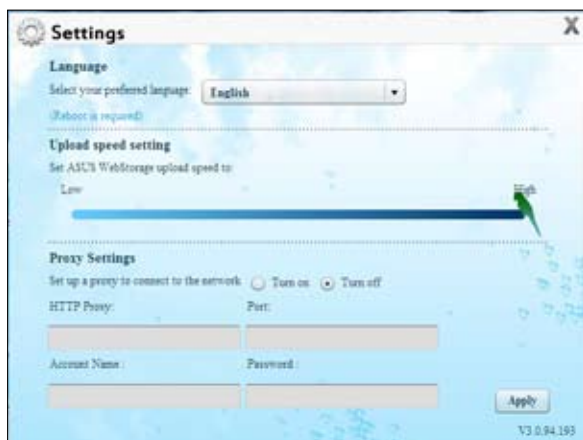 Settings
Language
Select your preferred language:
English
(Reboot is required)
Upload speed setting
Set ASUS WebStorage upload speed to:
Low
High
Proxy Settings
Set up a proxy to connect to the network
Turn on
Turn off
HTTP Proxy:
Port:
Account Name :
Password :
Apply
V3.0.94.193